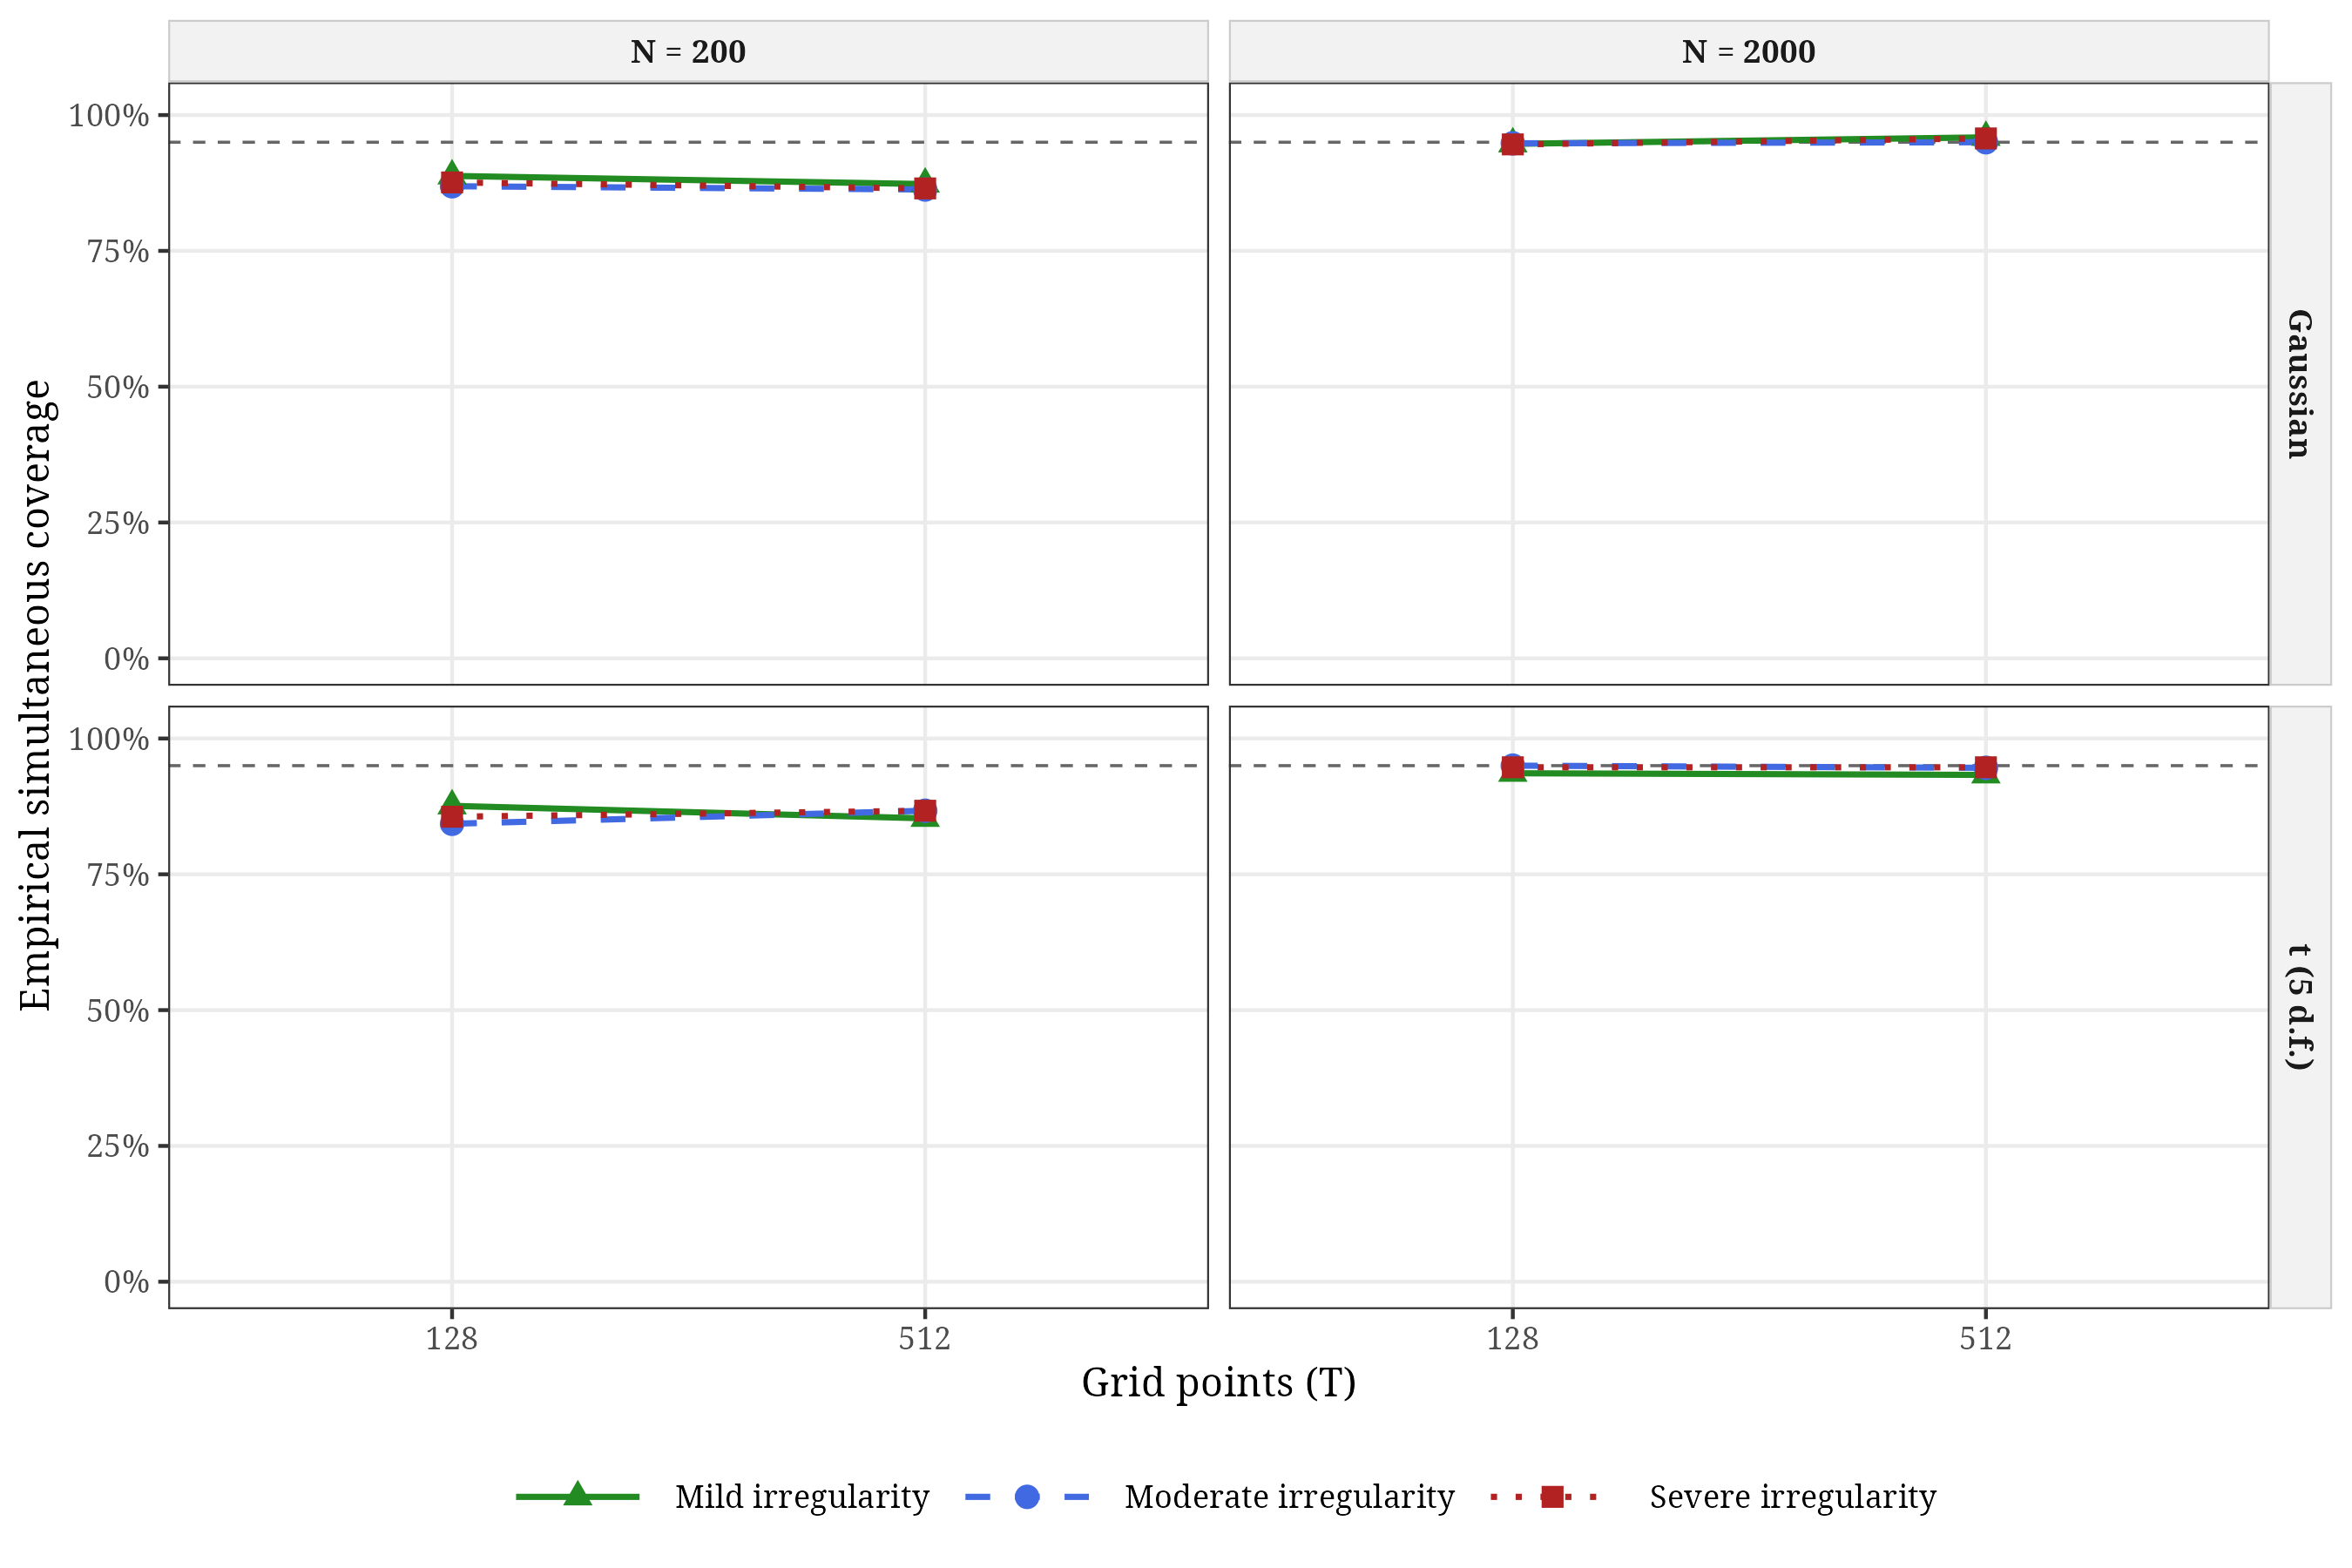 N = 200
N = 2000
100%
75%
50%
25%
0%
Gaussian
100%
75%
50%
25%
0%
t (5 d.f.)
Empirical simultaneous coverage
128
512
128
512
Grid points (T)
Mild irregularity
Moderate irregularity
Severe irregularity